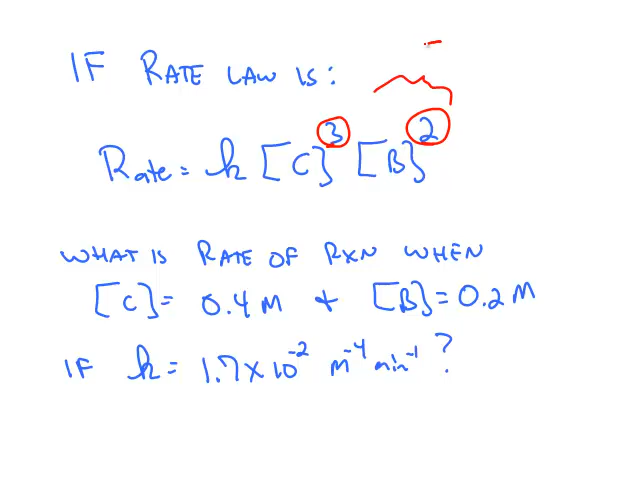 IF RATE LAW IS:
Rate = k [C]³ [B]²
WHAT IS RATE OF RXN WHEN
[C] = 0.4 M + [B] = 0.2 M
IF k = 1.7 × 10⁻² M⁻⁴ min⁻¹ ?